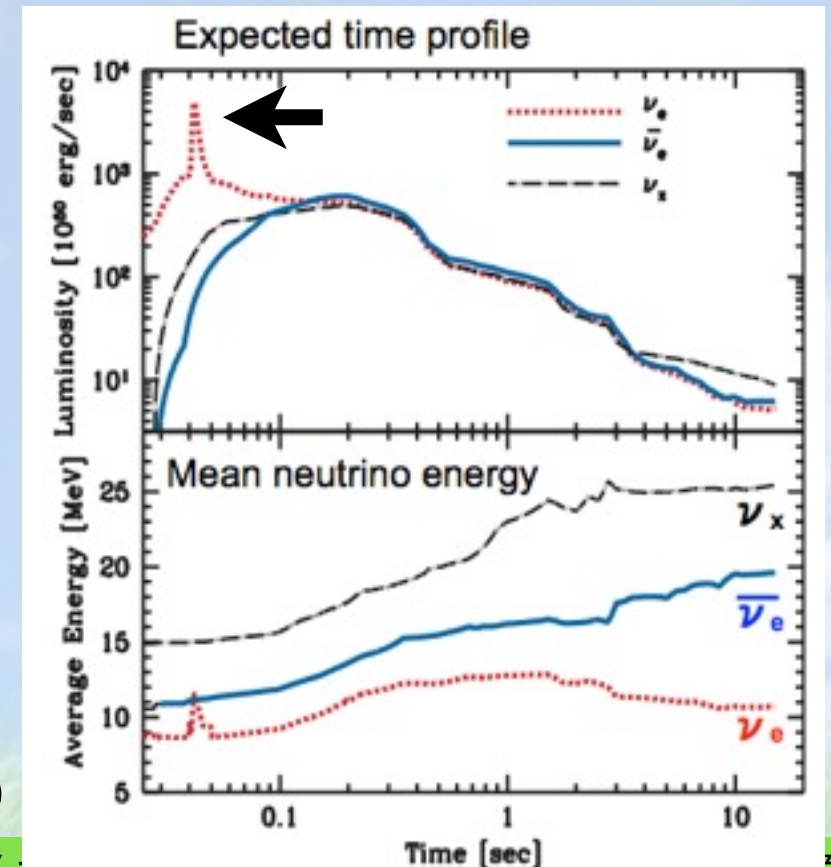 Expected time profile
Luminosity [10⁵⁰ erg/sec]
10⁴
10³
10²
10¹
νₑ
ν̄ₑ
νₓ
Mean neutrino energy
Average Energy [MeV]
25
20
15
10
5
νₓ
ν̄ₑ
νₑ
0.1
1
10
Time [sec]
)